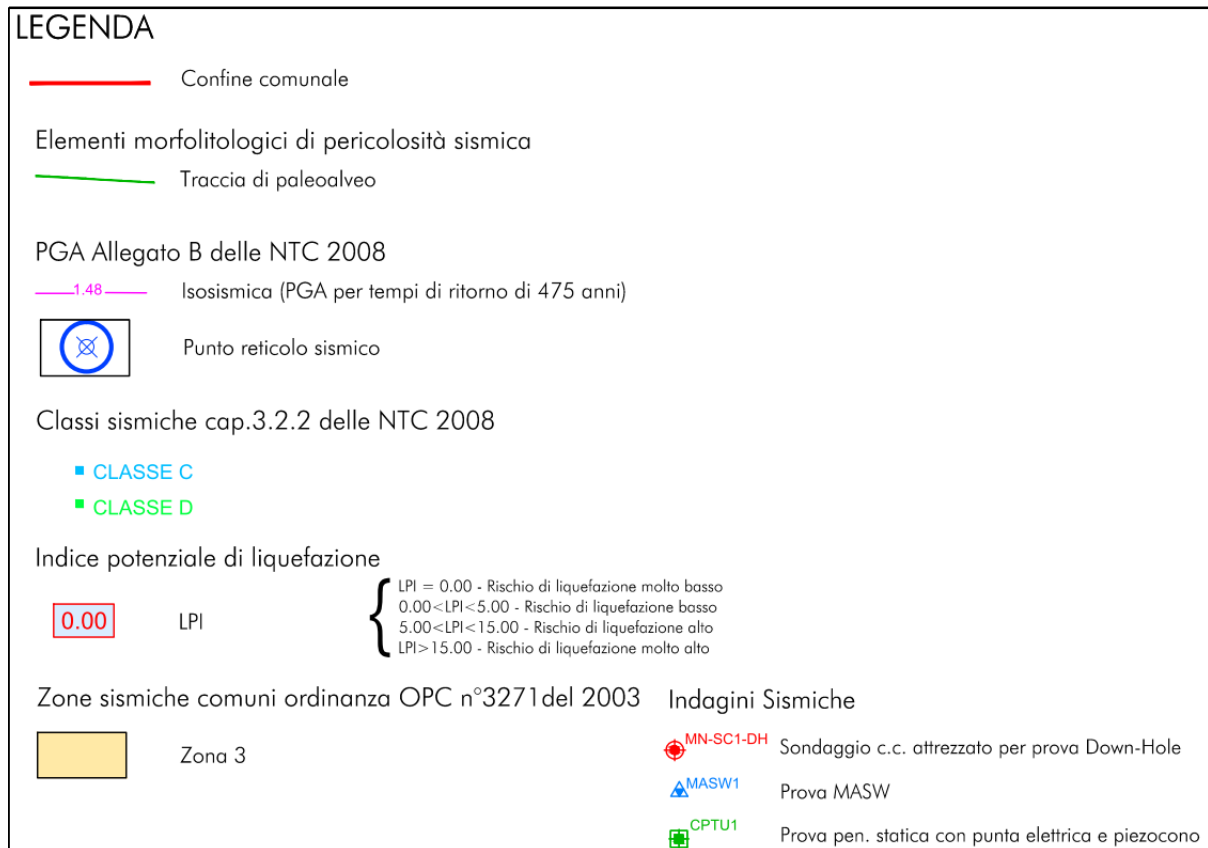 LEGENDA
Confine comunale
Elementi morfolitologici di pericolosità sismica
Traccia di paleoalveo
PGA Allegato B delle NTC 2008
1.48
Isosismica (PGA per tempi di ritorno di 475 anni)
Punto reticolo sismico
Classi sismiche cap.3.2.2 delle NTC 2008
CLASSE C
CLASSE D
Indice potenziale di liquefazione
0.00
LPI
LPI = 0.00 - Rischio di liquefazione molto basso
0.00<LPI<5.00 - Rischio di liquefazione basso
5.00<LPI<15.00 - Rischio di liquefazione alto
LPI>15.00 - Rischio di liquefazione molto alto
Zone sismiche comuni ordinanza OPC n°3271del 2003
Zona 3
Indagini Sismiche
MN-SC1-DH
Sondaggio c.c. attrezzato per prova Down-Hole
MASW1
Prova MASW
CPTU1
Prova pen. statica con punta elettrica e piezocono